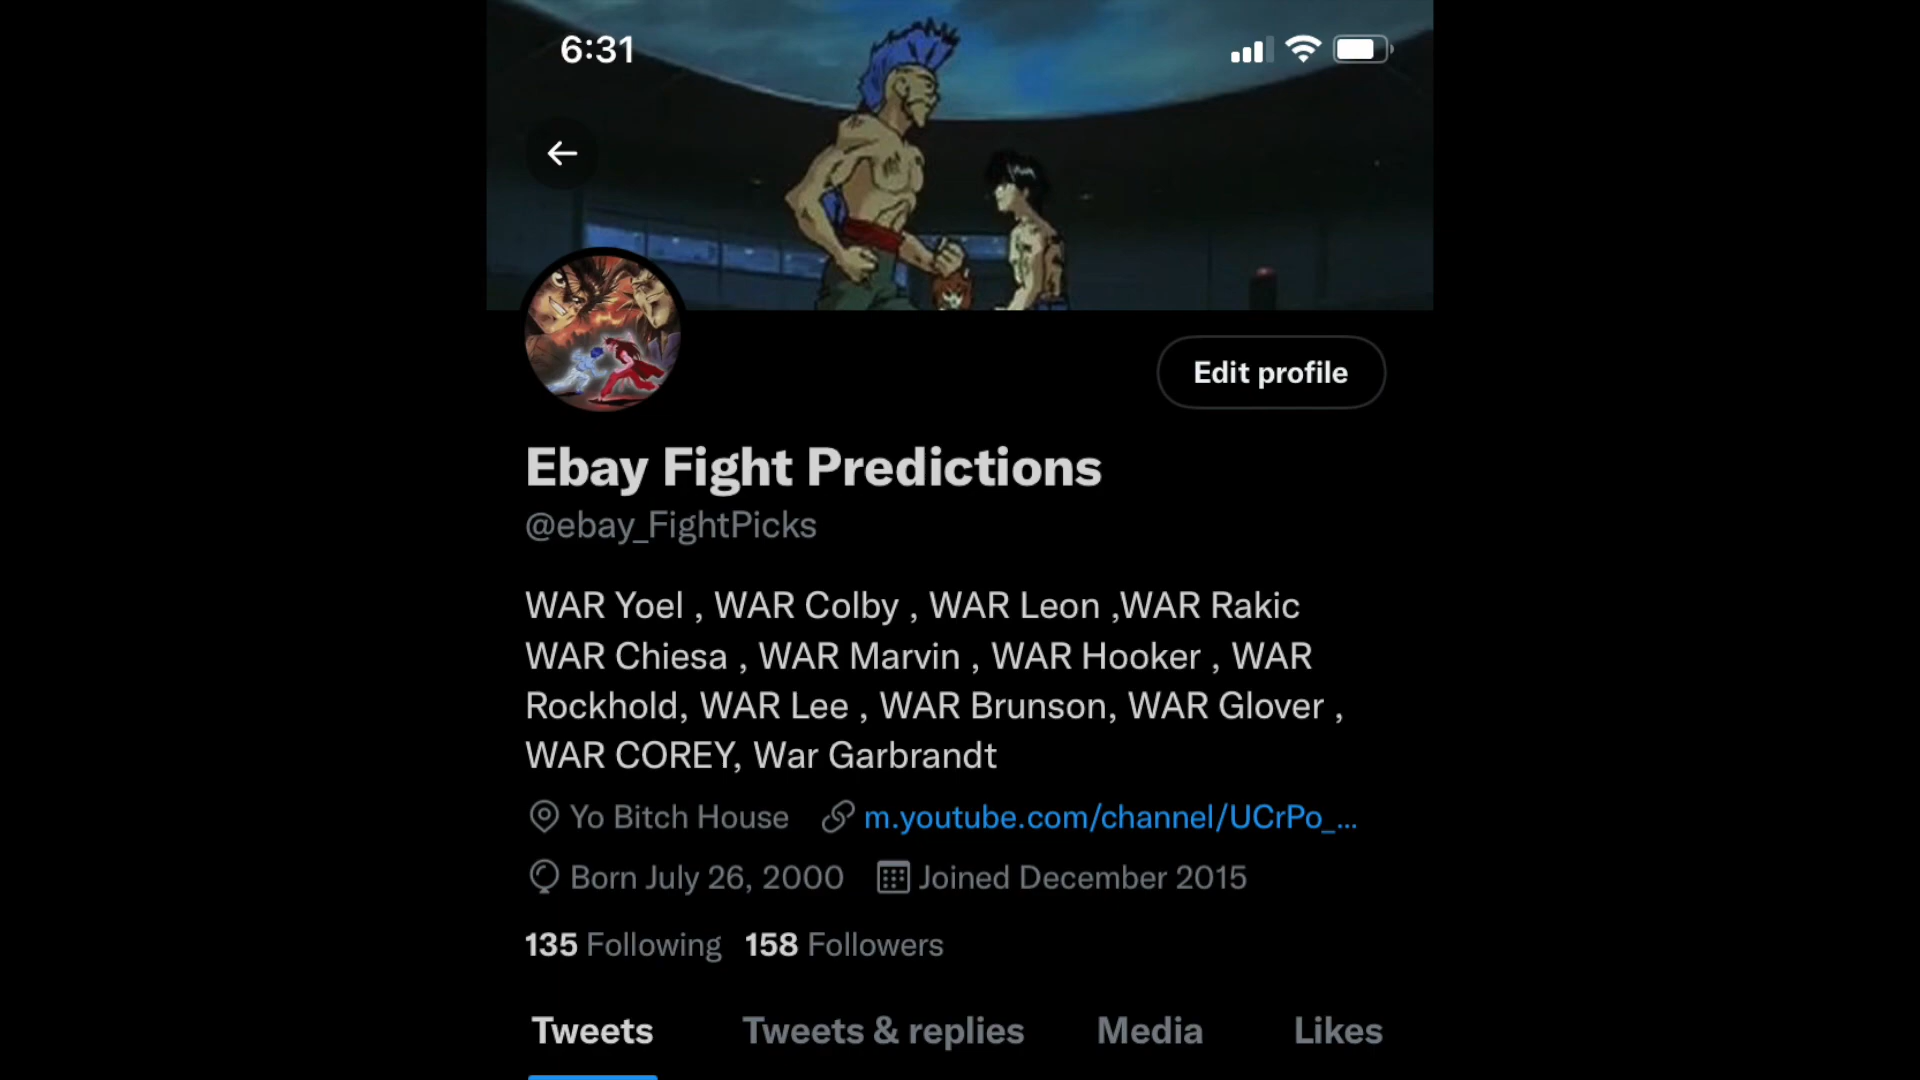 6:31
Edit profile
Ebay Fight Predictions
@ebay_FightPicks
WAR Yoel , WAR Colby , WAR Leon ,WAR Rakic
WAR Chiesa , WAR Marvin , WAR Hooker , WAR
Rockhold, WAR Lee , WAR Brunson, WAR Glover ,
WAR COREY, War Garbrandt
Yo Bitch House m.youtube.com/channel/UCrPo_...
Born July 26, 2000 Joined December 2015
135 Following 158 Followers
Tweets Tweets & replies Media Likes